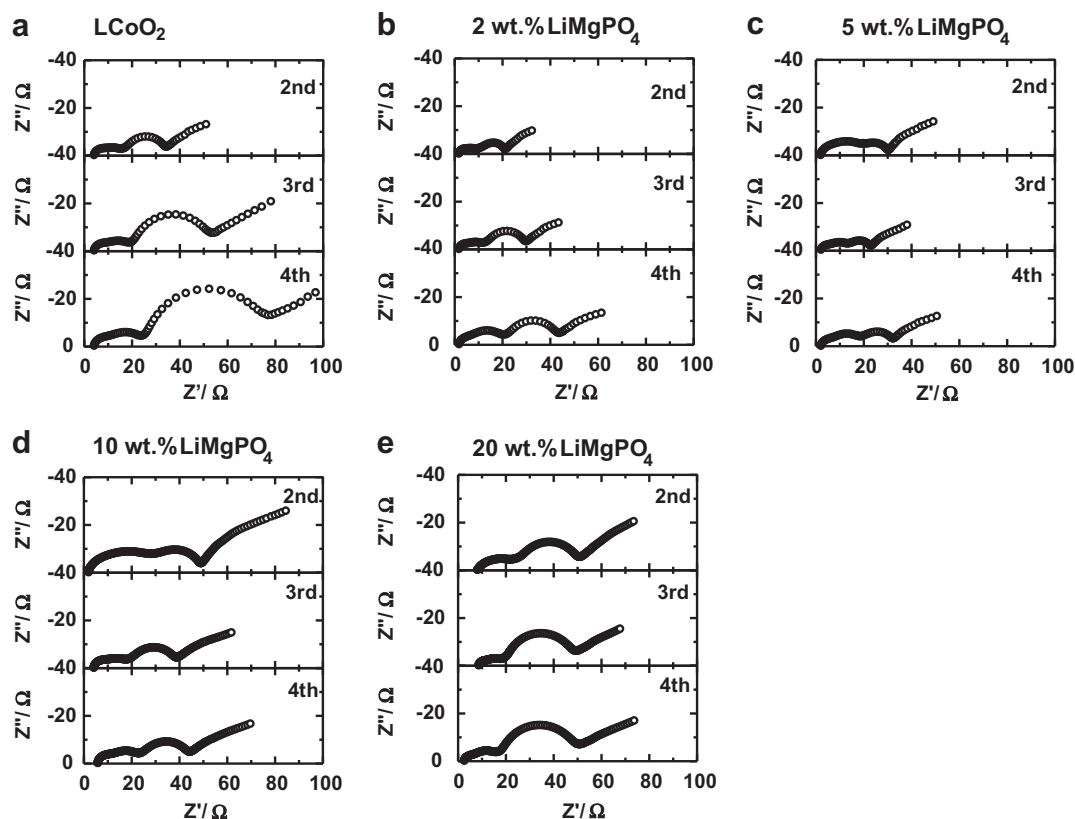 a LCoO2
-40
-20
-40
-20
-40
-20
0
Z''/ Ω
Z''/ Ω
Z''/ Ω
2nd
3rd
4th
0 20 40 60 80 100
Z'/ Ω
b 2 wt.% LiMgPO4
-40
-20
-40
-20
-40
-20
0
Z''/ Ω
Z''/ Ω
Z''/ Ω
2nd
3rd
4th
0 20 40 60 80 100
Z'/ Ω
c 5 wt.% LiMgPO4
-40
-20
-40
-20
-40
-20
0
Z''/ Ω
Z''/ Ω
Z''/ Ω
2nd
3rd
4th
0 20 40 60 80 100
Z'/ Ω
d 10 wt.% LiMgPO4
-40
-20
-40
-20
-40
-20
0
Z''/ Ω
Z''/ Ω
Z''/ Ω
2nd
3rd
4th
0 20 40 60 80 100
Z'/ Ω
e 20 wt.% LiMgPO4
-40
-20
-40
-20
-40
-20
0
Z''/ Ω
Z''/ Ω
Z''/ Ω
2nd
3rd
4th
0 20 40 60 80 100
Z'/ Ω